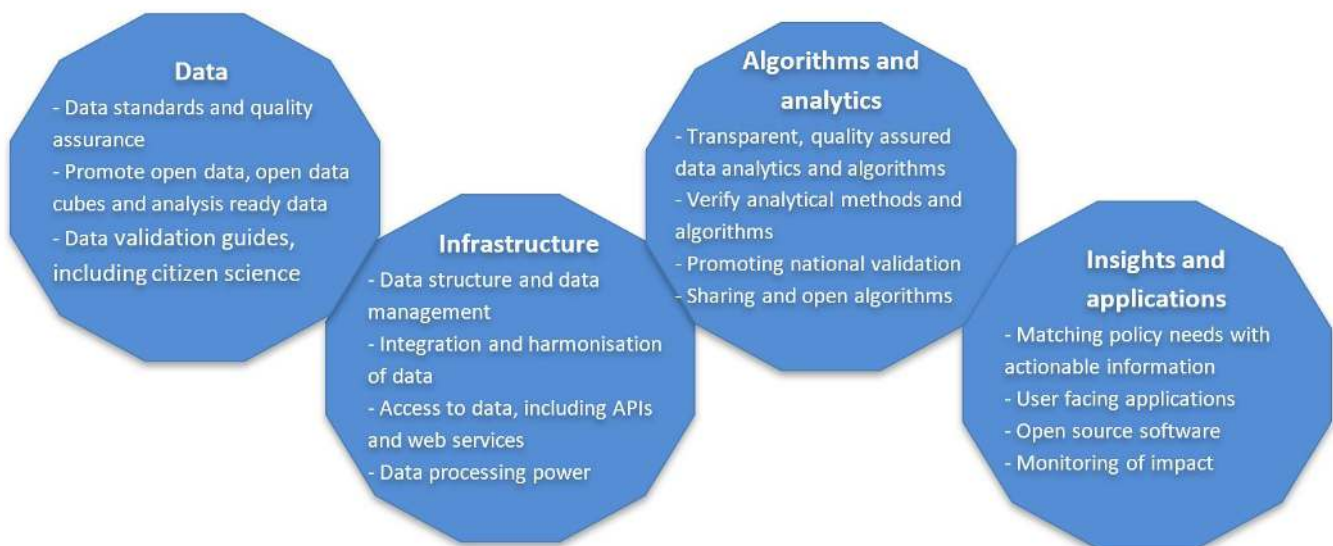 Data
- Data standards and quality
assurance
- Promote open data, open data
cubes and analysis ready data
- Data validation guides,
including citizen science
Infrastructure
- Data structure and data
management
- Integration and harmonisation
of data
- Access to data, including APIs
and web services
- Data processing power
Algorithms and
analytics
- Transparent, quality assured
data analytics and algorithms
- Verify analytical methods and
algorithms
- Promoting national validation
- Sharing and open algorithms
Insights and
applications
- Matching policy needs with
actionable information
- User facing applications
- Open source software
- Monitoring of impact